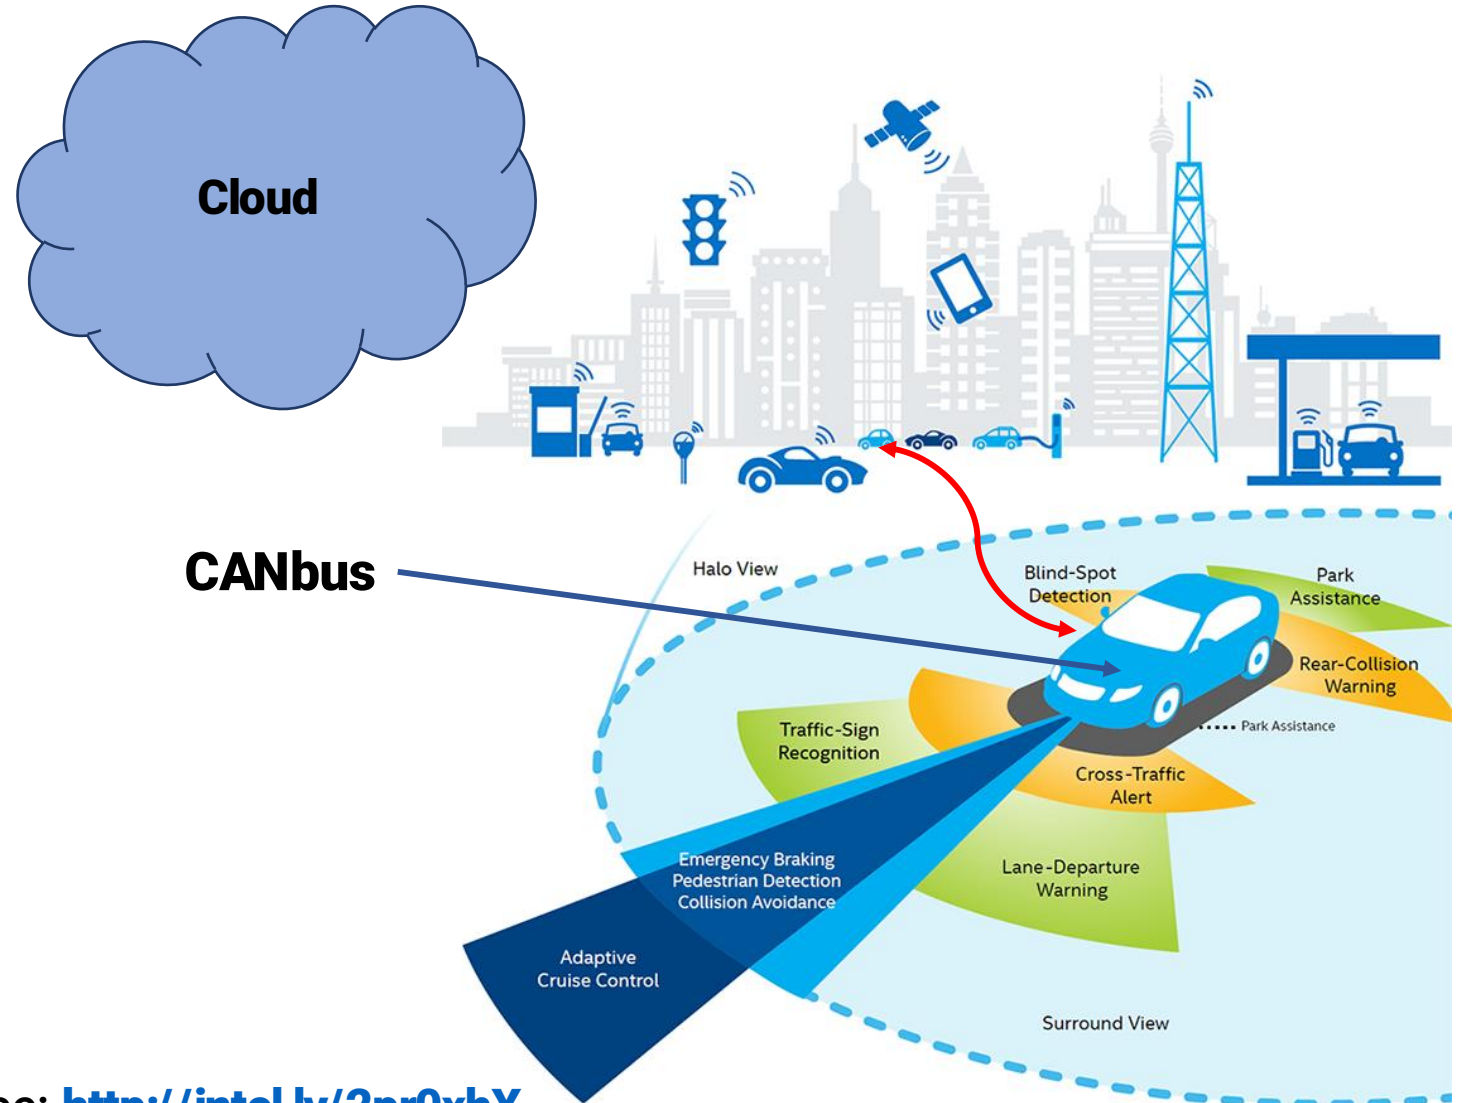 Cloud
CANbus
Halo View
Blind-Spot
Detection
Park
Assistance
Rear-Collision
Warning
Park Assistance
Traffic-Sign
Recognition
Cross-Traffic
Alert
Emergency Braking
Pedestrian Detection
Collision Avoidance
Lane-Departure
Warning
Adaptive
Cruise Control
Surround View